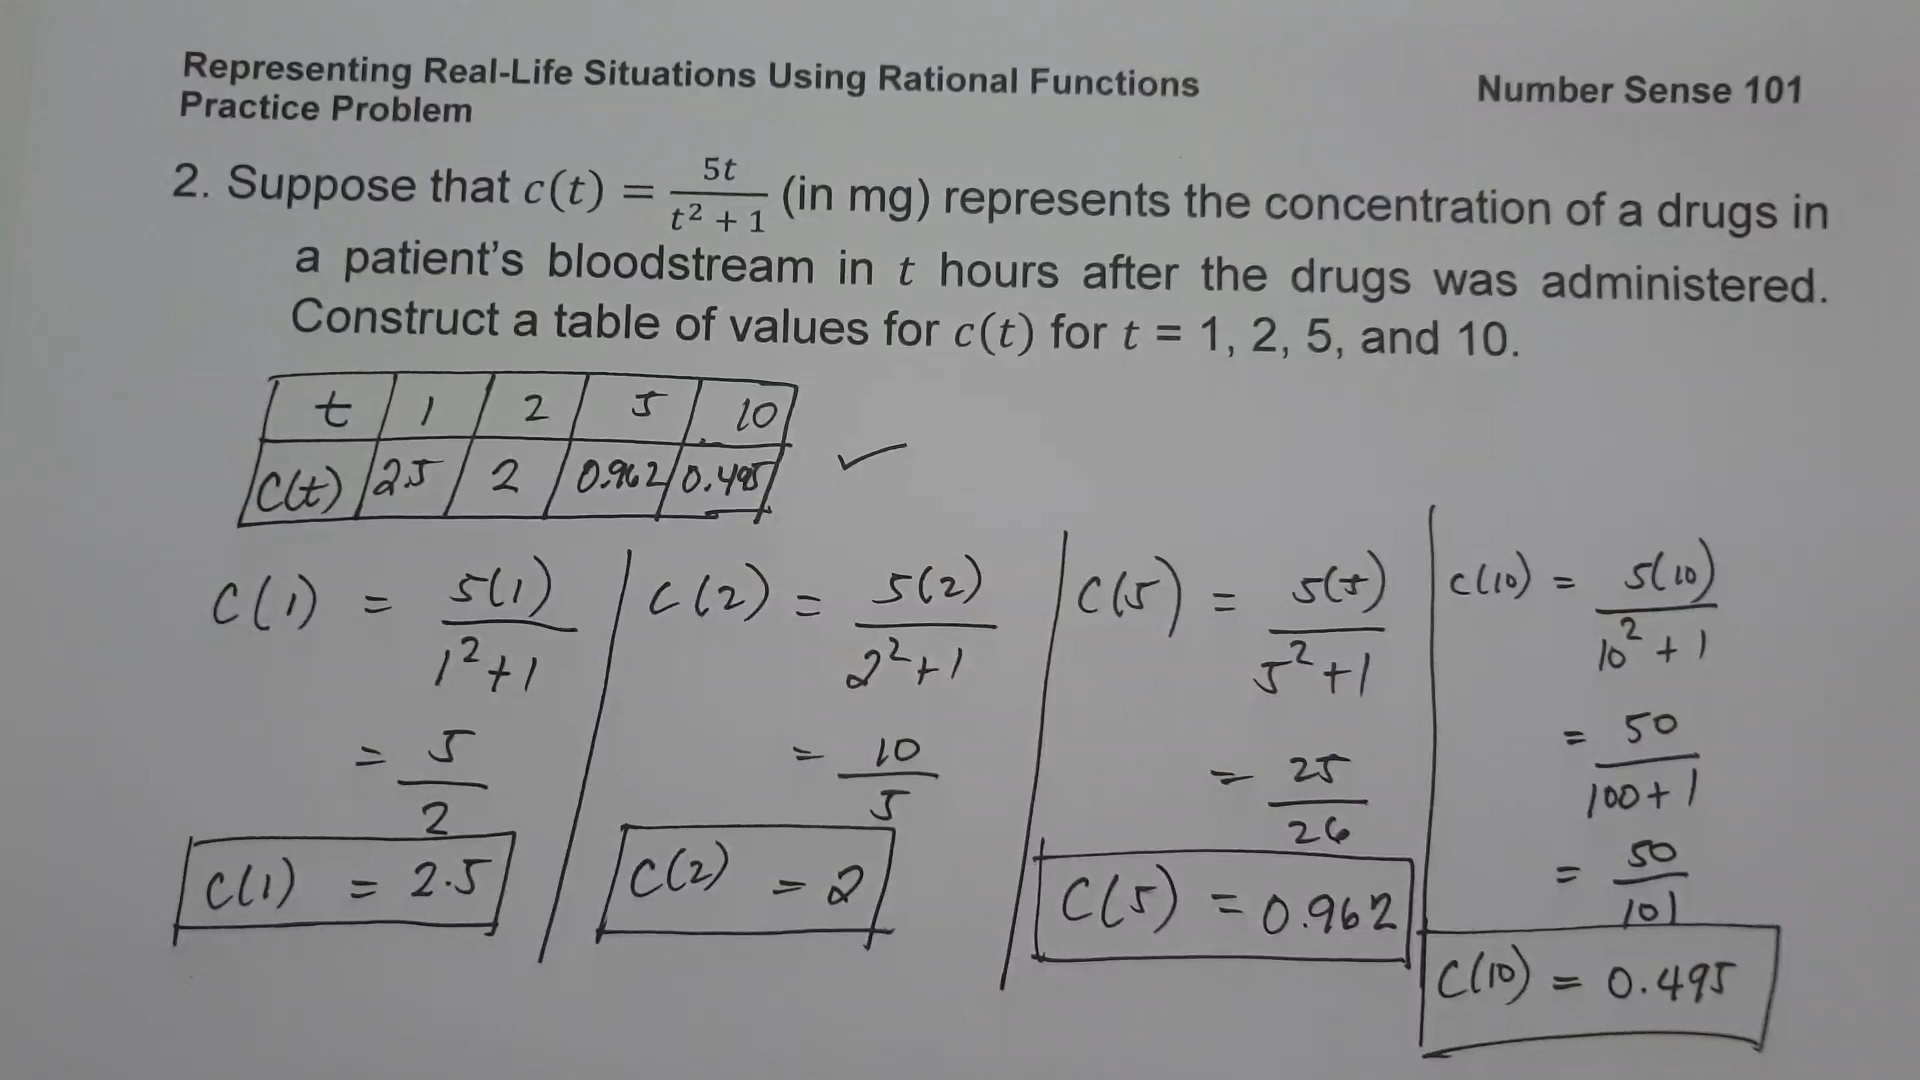 Representing Real-Life Situations Using Rational Functions
Practice Problem
Number Sense 101
2. Suppose that c(t) = 5t / t² + 1 (in mg) represents the concentration of a drugs in
a patient's bloodstream in t hours after the drugs was administered.
Construct a table of values for c(t) for t = 1, 2, 5, and 10.
t 1 2 5 10
C(t) 2.5 2 0.962 0.495
C(1) = 5(1) / 1²+1
= 5 / 2
C(1) = 2.5
C(2) = 5(2) / 2²+1
= 10 / 5
C(2) = 2
C(5) = 5(5) / 5²+1
= 25 / 26
C(5) = 0.962
C(10) = 5(10) / 10²+1
= 50 / 100+1
= 50 / 101
C(10) = 0.495